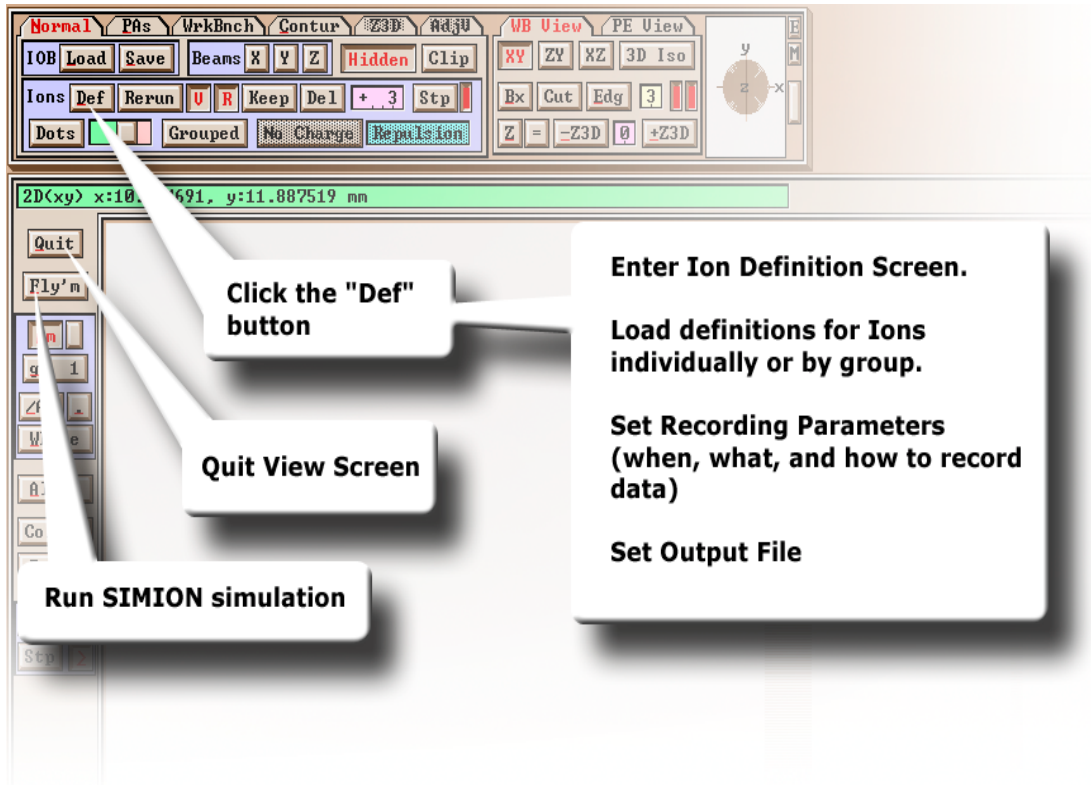 Normal PAs WrkBnch Contur Z3D AdjV WB View PE View
IOB Load Save Beams X Y Z Hidden Clip XY ZY XZ 3D Iso
Ions Def Rerun V R Keep Del + 3 Stp Bx Cut Edg 3
Dots Grouped No Charge Repulsion Z = -Z3D 0 +Z3D
y
z x
E
M
2D(xy) y:11.887519 mm
Quit
Fly'm
1
Stp 2
Click the "Def"
button
Quit View Screen
Run SIMION simulation
Enter Ion Definition Screen.
Load definitions for Ions
individually or by group.
Set Recording Parameters
(when, what, and how to record
data)
Set Output File